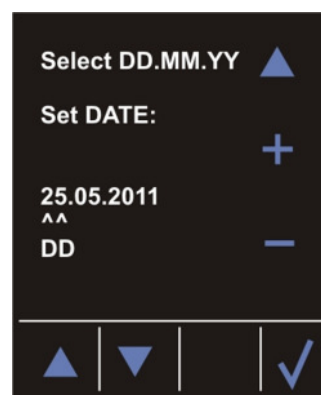 Select DD.MM.YY
Set DATE:
+
25.05.2011
^^
DD
−